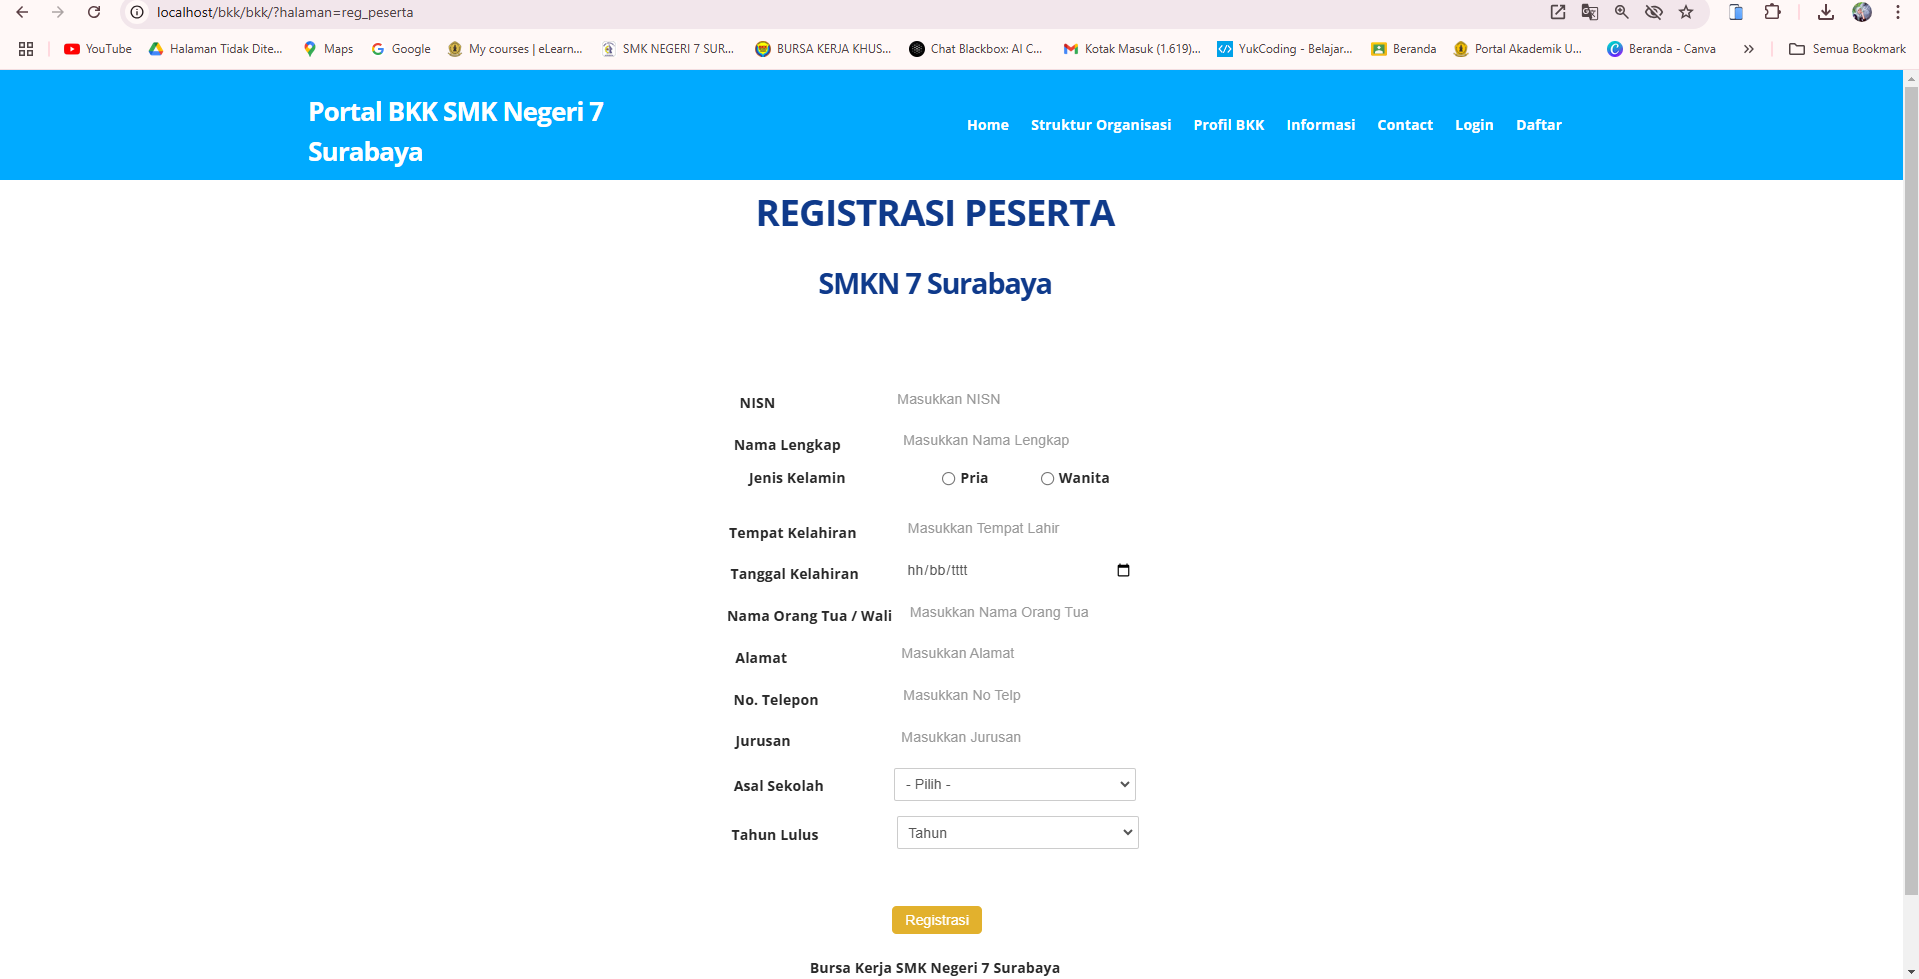 localhost/bkk/bkk/?halaman=reg_peserta
YouTube Halaman Tidak Dite... Maps Google My courses | eLearn... SMK NEGERI 7 SUR... BURSA KERJA KHUS... Chat Blackbox: AI C... Kotak Masuk (1.619)... YukCoding - Belajar... Beranda Portal Akademik U... Beranda - Canva » Semua Bookmark
Portal BKK SMK Negeri 7
Surabaya
Home Struktur Organisasi Profil BKK Informasi Contact Login Daftar
REGISTRASI PESERTA
SMKN 7 Surabaya
NISN Masukkan NISN
Nama Lengkap Masukkan Nama Lengkap
Jenis Kelamin Pria Wanita
Tempat Kelahiran Masukkan Tempat Lahir
Tanggal Kelahiran hh/bb/tttt
Nama Orang Tua / Wali Masukkan Nama Orang Tua
Alamat Masukkan Alamat
No. Telepon Masukkan No Telp
Jurusan Masukkan Jurusan
Asal Sekolah - Pilih -
Tahun Lulus Tahun
Registrasi
Bursa Kerja SMK Negeri 7 Surabaya